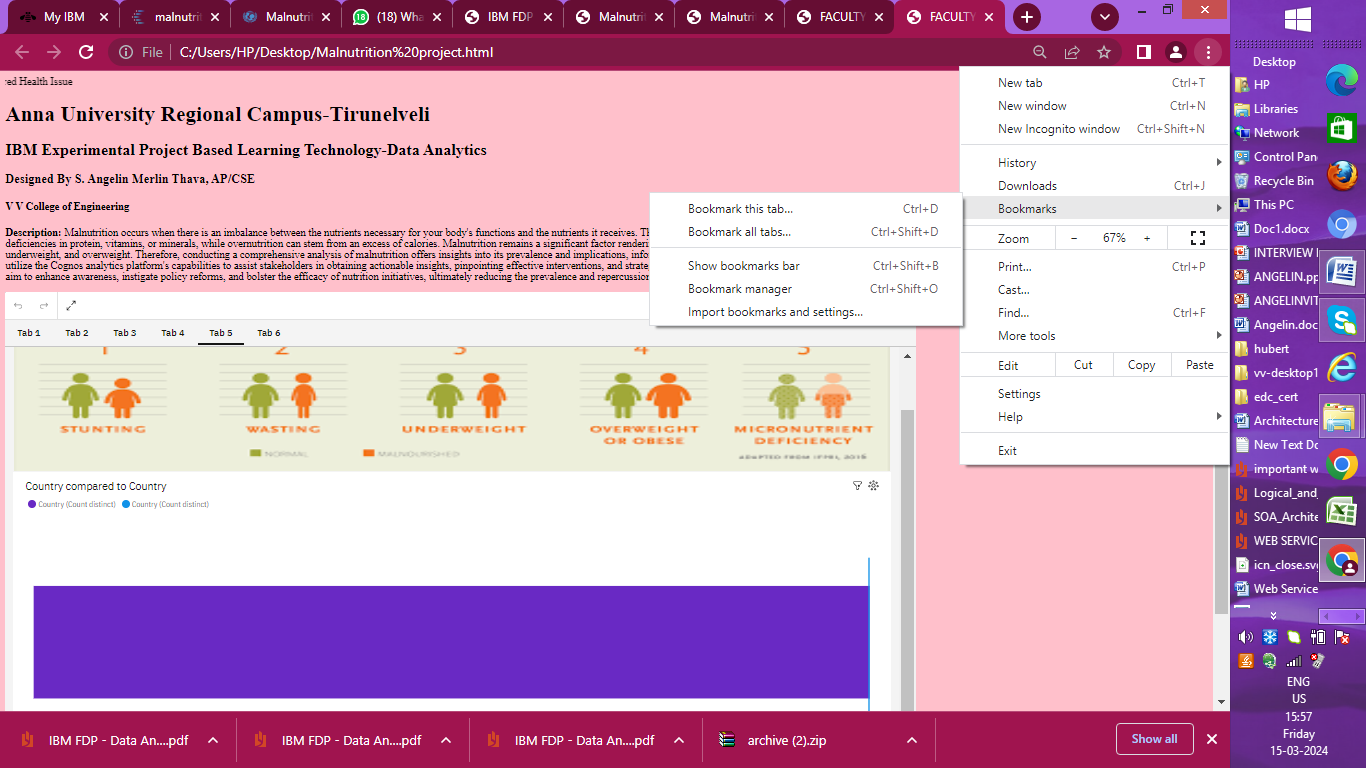 My IBM
malnutrit
Malnutrit
(18) Wha
IBM FDP
Malnutrit
Malnutrit
FACULTY
FACULTY
File
C:/Users/HP/Desktop/Malnutrition%20project.html
red Health Issue
Anna University Regional Campus-Tirunelveli
IBM Experimental Project Based Learning Technology-Data Analytics
Designed By S. Angelin Merlin Thava, AP/CSE
V V College of Engineering
Description: Malnutrition occurs when there is an imbalance between the nutrients necessary for your body's functions and the nutrients it receives. Th
deficiencies in protein, vitamins, or minerals, while overnutrition can stem from an excess of calories. Malnutrition remains a significant factor renderi
underweight, and overweight. Therefore, conducting a comprehensive analysis of malnutrition offers insights into its prevalence and implications, info
utilize the Cognos analytics platform's capabilities to assist stakeholders in obtaining actionable insights, pinpointing effective interventions, and strate
aim to enhance awareness, instigate policy reforms, and bolster the efficacy of nutrition initiatives, ultimately reducing the prevalence and repercussion
Tab 1
Tab 2
Tab 3
Tab 4
Tab 5
Tab 6
1 2 3 4 5
STUNTING
WASTING
UNDERWEIGHT
OVERWEIGHT
OR OBESE
MICRONUTRIENT
DEFICIENCY
NORMAL
MALNOURISHED
ADAPTED FROM IFPRI, 2016
Country compared to Country
Country (Count distinct)
Country (Count distinct)
New tab Ctrl+T
New window Ctrl+N
New Incognito window Ctrl+Shift+N
History
Downloads Ctrl+J
Bookmarks
Zoom − 67% +
Print... Ctrl+P
Cast...
Find... Ctrl+F
More tools
Edit Cut Copy Paste
Settings
Help
Exit
Bookmark this tab... Ctrl+D
Bookmark all tabs... Ctrl+Shift+D
Show bookmarks bar Ctrl+Shift+B
Bookmark manager Ctrl+Shift+O
Import bookmarks and settings...
IBM FDP - Data An....pdf
IBM FDP - Data An....pdf
IBM FDP - Data An....pdf
archive (2).zip
Show all
Desktop
HP
Libraries
Network
Control Pan
Recycle Bin
This PC
Doc1.docx
INTERVIEW I
ANGELIN.pp
ANGELINVIT
Angelin.doc
hubert
vv-desktop1
edc_cert
Architecture
New Text Do
important w
Logical_and_
SOA_Archite
WEB SERVIC
icn_close.svg
Web Service
ENG
US
15:57
Friday
15-03-2024